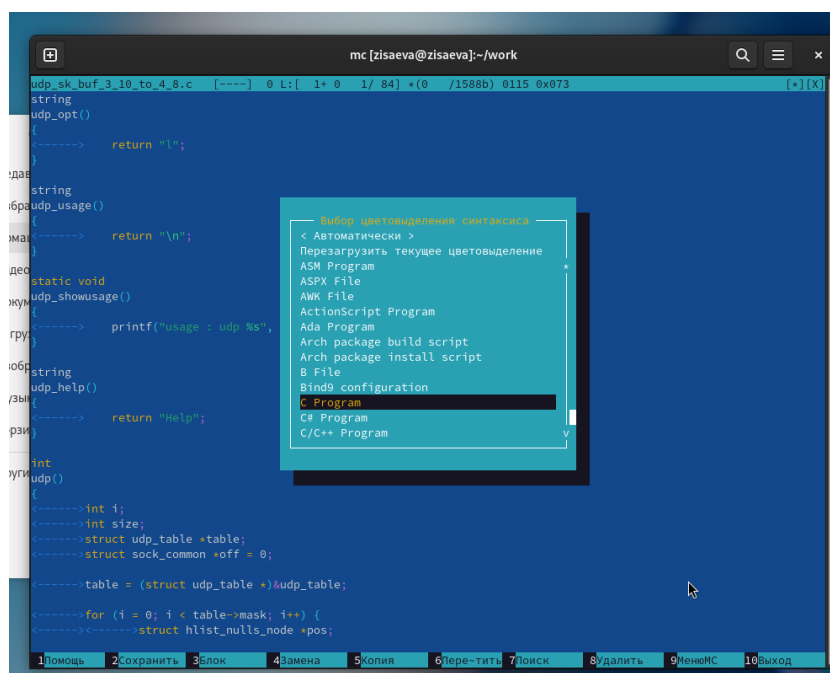 mc [zisaeva@zisaeva]:~/work
udp_sk_buf_3_10_to_4_8.c [----] 0 L:[ 1+ 0 1/ 84] *(0 /1588b) 0115 0x073 [*][X]
string
udp_opt()
{
<------> return "l";
}
string
udp_usage()
{
<------> return "\n";
}
static void
udp_showusage()
{
<------> printf("usage : udp %s",
}
string
udp_help()
{
<------> return "Help";
}
int
udp()
{
<------>int i;
<------>int size;
<------>struct udp_table *table;
<------>struct sock_common *off = 0;
<------>table = (struct udp_table *)&udp_table;
<------>for (i = 0; i < table->mask; i++) {
<------><------>struct hlist_nulls_node *pos;
Выбор цветовыделения синтаксиса
< Автоматически >
Перезагрузить текущее цветовыделение
ASM Program
ASPX File
AWK File
ActionScript Program
Ada Program
Arch package build script
Arch package install script
B File
Bind9 configuration
C Program
C# Program
C/C++ Program
1Помощь 2Сохранить 3Блок 4Замена 5Копия 6Пере~тить 7Поиск 8Удалить 9МенюMC 10Выход